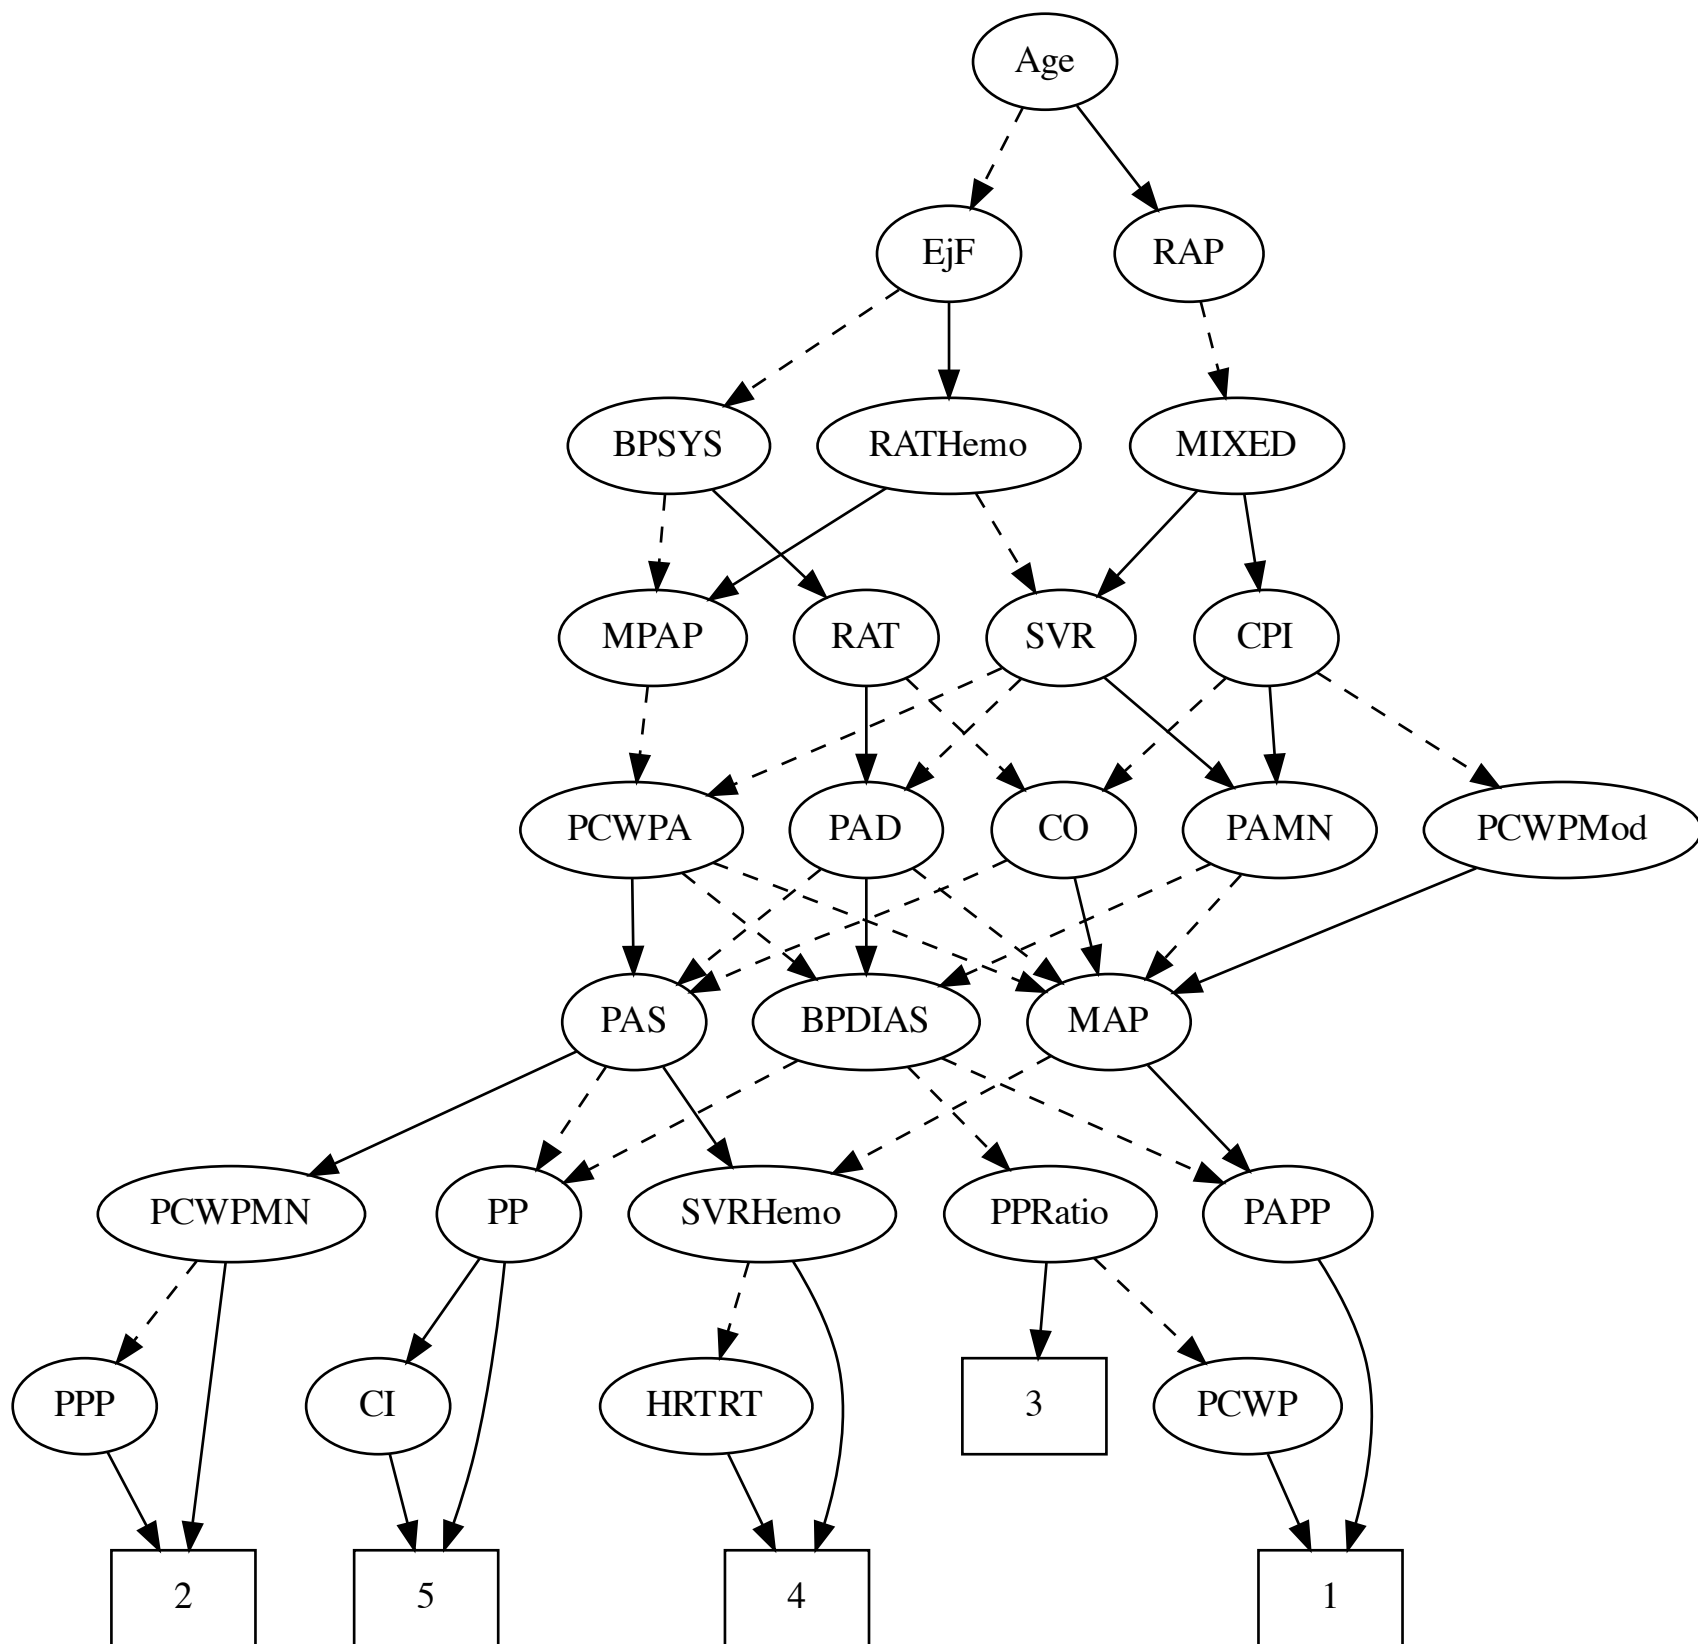 Age
EjF
RAP
BPSYS
RATHemo
MIXED
MPAP
RAT
SVR
CPI
PCWPA
PAD
CO
PAMN
PCWPMod
PAS
BPDIAS
MAP
PCWPMN
PP
SVRHemo
PPRatio
PAPP
PPP
CI
HRTRT
3
PCWP
2
5
4
1